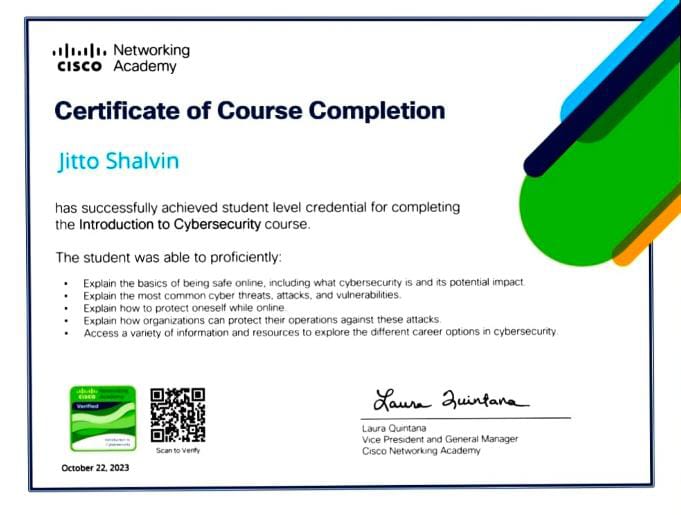 Networking
CISCO Academy
Certificate of Course Completion
Jitto Shalvin
has successfully achieved student level credential for completing
the Introduction to Cybersecurity course.
The student was able to proficiently:
• Explain the basics of being safe online, including what cybersecurity is and its potential impact.
• Explain the most common cyber threats, attacks, and vulnerabilities.
• Explain how to protect oneself while online.
• Explain how organizations can protect their operations against these attacks.
• Access a variety of information and resources to explore the different career options in cybersecurity.
Networking
CISCO Academy
Verified
Introduction to
Cybersecurity
Scan to Verify
October 22, 2023
Laura Quintana
Laura Quintana
Vice President and General Manager
Cisco Networking Academy